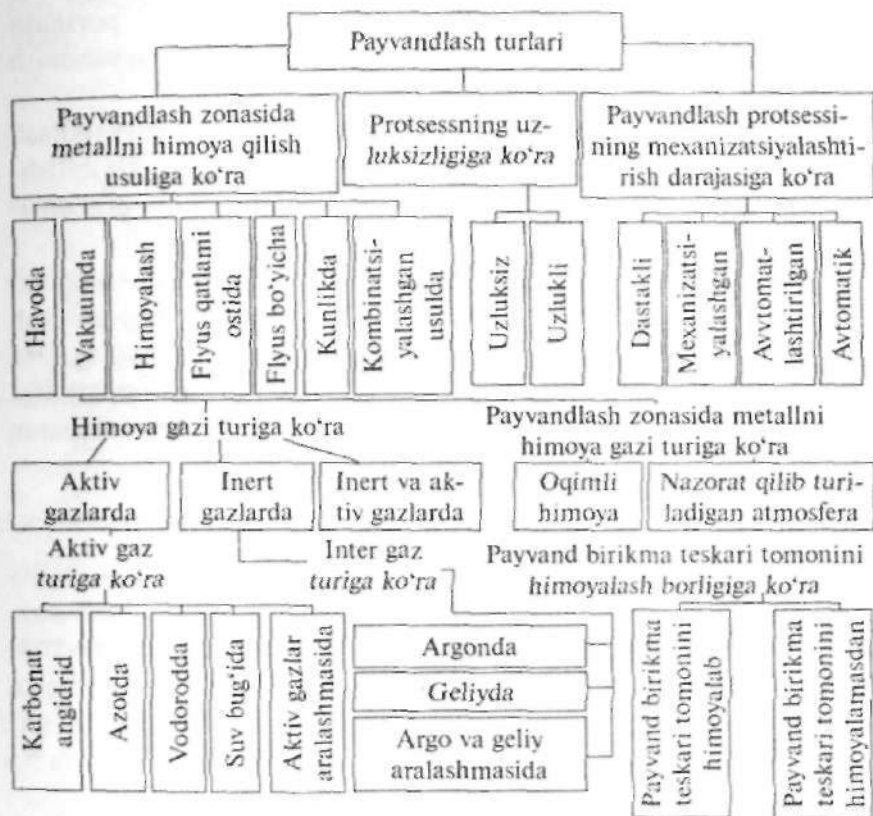 Payvandlash turlari
Payvandlash zonasida
metallni himoya qilish
usuliga ko‘ra
Protsessning uz-
luksizligiga ko‘ra
Payvandlash protsessi-
ning mexanizatsiyalashti-
rish darajasiga ko‘ra
Havoda
Vakuumda
Himoyalash
Flyus qatlami
ostida
Flyus bo‘yicha
Kunlikda
Kombinatsi-
yalashgan
usulda
Uzluksiz
Uzlukli
Dastakli
Mexanizatsi-
yalashgan
Avvtomat-
lashtirilgan
Avtomatik
Himoya gazi turiga ko‘ra
Payvandlash zonasida metallni
himoya gazi turiga ko‘ra
Aktiv
gazlarda
Inert
gazlarda
Inert va ak-
tiv gazlarda
Oqimli
himoya
Nazorat qilib turi-
ladigan atmosfera
Aktiv gaz
turiga ko‘ra
Inter gaz
turiga ko‘ra
Payvand birikma teskari tomonini
himoyalash borligiga ko‘ra
Karbonat
angidrid
Azotda
Vodorodda
Suv bug‘ida
Aktiv gazlar
aralashmasida
Argonda
Geliyda
Argo va geliy
aralashmasida
Payvand birikma
teskari tomonini
himoyalab
Payvand birikma
teskari tomonini
himoyalamasdan